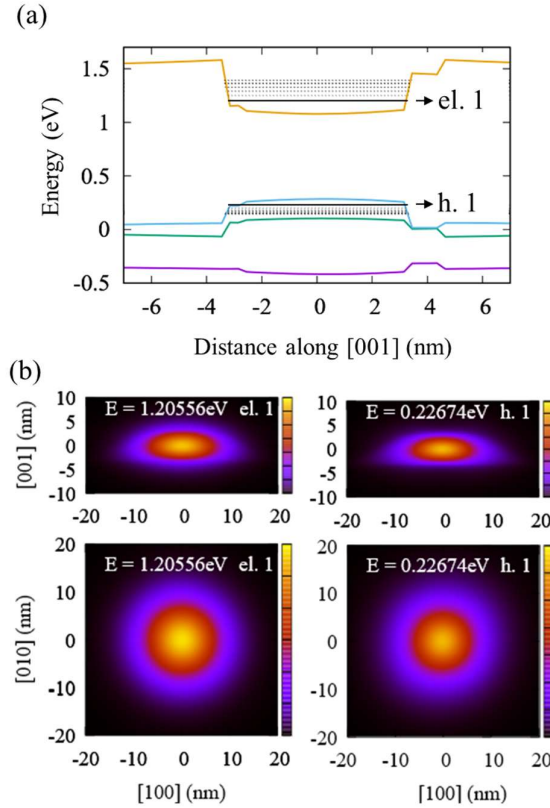 (a)
Energy (eV)
1.5
1
0.5
0
-0.5
el. 1
h. 1
-6 -4 -2 0 2 4 6
Distance along [001] (nm)
(b)
[001] (nm)
10
5
0
-5
-10
E = 1.20556eV el. 1
-20 -10 0 10 20
10
5
0
-5
-10
E = 0.22674eV h. 1
-20 -10 0 10 20
[010] (nm)
20
10
0
-10
-20
E = 1.20556eV el. 1
-20 -10 0 10 20
[100] (nm)
20
10
0
-10
-20
E = 0.22674eV h. 1
-20 -10 0 10 20
[100] (nm)